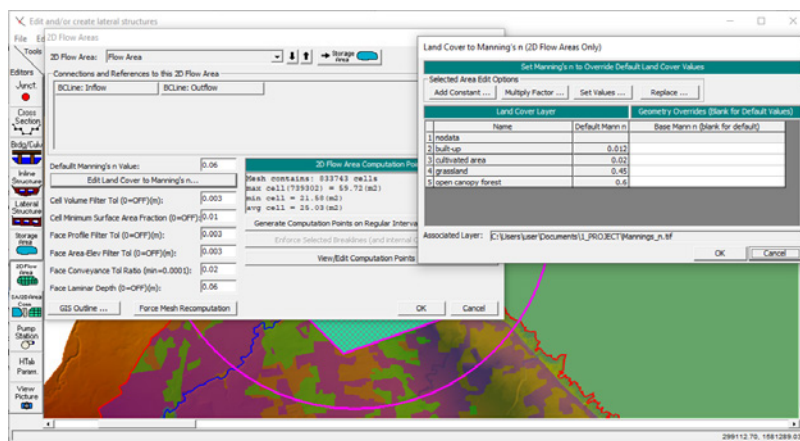 Edit and/or create lateral structures
File
Tools
Editors
Junct.
Cross Section
Brdg/Culv
Inline Structure
Lateral Structure
Storage Area
2D Flow Area
SA/2D Area Conn
Pump Station
HTab Param.
View Picture
2D Flow Areas
2D Flow Area: Flow Area
Storage Area
Connections and References to this 2D Flow Area
BCLine: Inflow BCLine: Outflow
Default Manning's n Value: 0.06
Edit Land Cover to Manning's n...
Cell Volume Filter Tol (0=OFF)(m): 0.003
Cell Minimum Surface Area Fraction (0=OFF): 0.01
Face Profile Filter Tol (0=OFF)(m): 0.003
Face Area-Elev Filter Tol (0=OFF)(m): 0.003
Face Conveyance Tol Ratio (min=0.0001): 0.02
Face Laminar Depth (0=OFF)(m): 0.06
2D Flow Area Computation Poin
Mesh contains: 833743 cells
max cell(739302) = 59.72(m2)
min cell = 21.58(m2)
avg cell = 25.03(m2)
Generate Computation Points on Regular Interva
Enforce Selected Breaklines (and internal C
View/Edit Computation Points
GIS Outline ... Force Mesh Recomputation OK Cancel
Land Cover to Manning's n (2D Flow Areas Only)
Set Manning's n to Override Default Land Cover Values
Selected Area Edit Options
Add Constant ... Multiply Factor ... Set Values ... Replace ...
Land Cover Layer Geometry Overrides (Blank for Default Values)
Name Default Mann n Base Mann n (blank for default)
1 nodata
2 built-up 0.012
3 cultivated area 0.02
4 grassland 0.45
5 open canopy forest 0.6
Associated Layer: C:\Users\user\Documents\1_PROJECT\Mannings_n.tif
OK Cancel